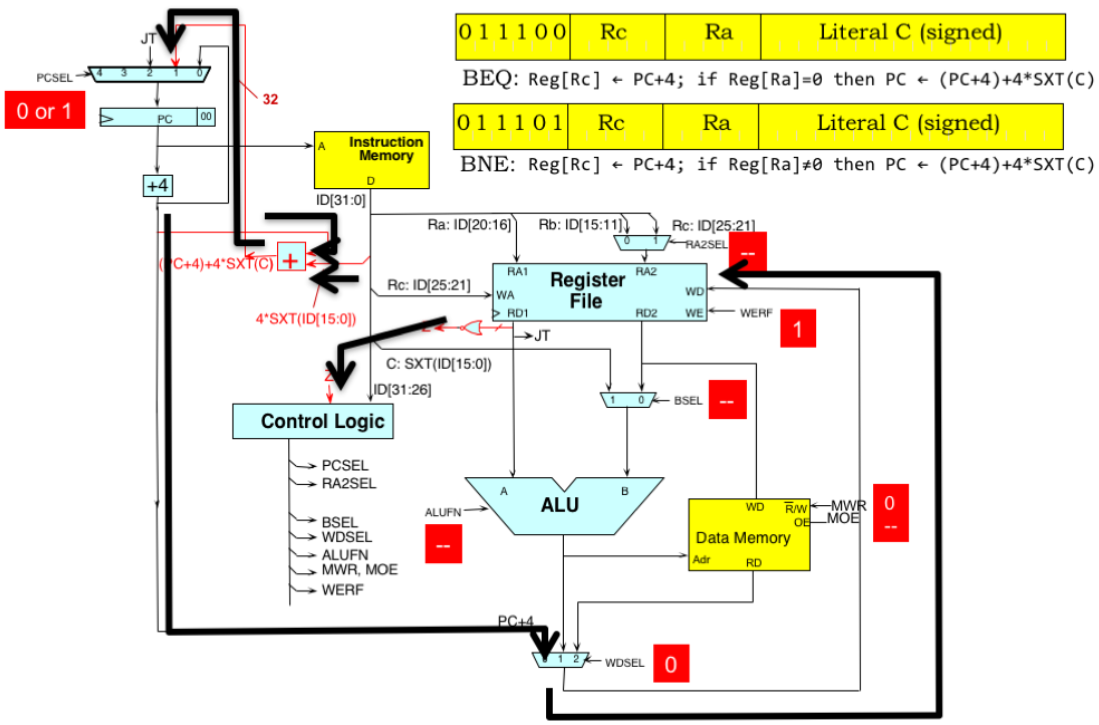 0 1 1 1 0 0 Rc Ra Literal C (signed)
BEQ: Reg[Rc] ← PC+4; if Reg[Ra]=0 then PC ← (PC+4)+4*SXT(C)
0 1 1 1 0 1 Rc Ra Literal C (signed)
BNE: Reg[Rc] ← PC+4; if Reg[Ra]≠0 then PC ← (PC+4)+4*SXT(C)
JT
PCSEL
4 3 2 1 0
0 or 1
32
PC 00
+4
A Instruction
Memory
D
ID[31:0]
Ra: ID[20:16]
Rb: ID[15:11]
Rc: ID[25:21]
0 1
RA2SEL
--
+
(PC+4)+4*SXT(C)
4*SXT(ID[15:0])
Rc: ID[25:21]
RA1 RA2
Register
File
WA WD
RD1 RD2 WE
WERF
1
JT
Z
C: SXT(ID[15:0])
ID[31:26]
1 0
BSEL
--
Control Logic
PCSEL
RA2SEL
BSEL
WDSEL
ALUFN
MWR, MOE
WERF
A B
ALU
ALUFN
--
WD R/W
OE
Data Memory
Adr RD
MWR
MOE
0
--
PC+4
1 2
WDSEL
0